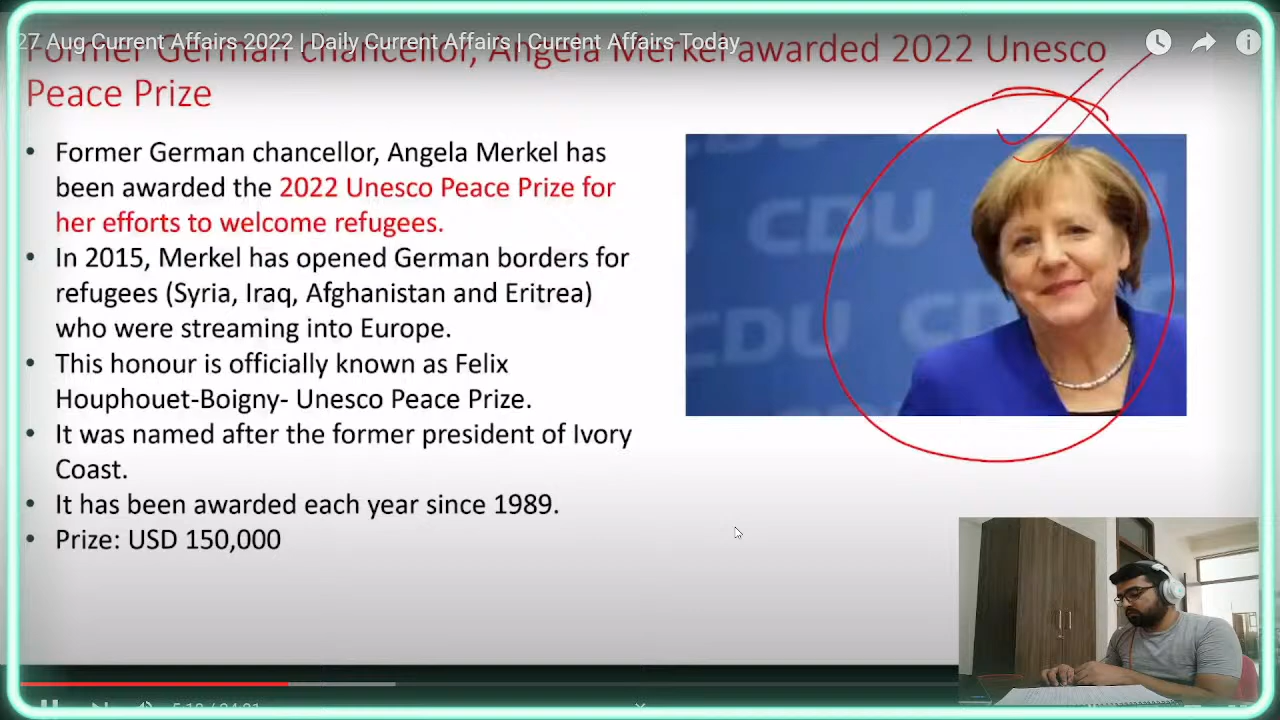 27 Aug Current Affairs 2022 | Daily Current Affairs | Current Affairs Today
Former German chancellor, Angela Merkel awarded 2022 Unesco
Peace Prize
• Former German chancellor, Angela Merkel has
been awarded the 2022 Unesco Peace Prize for
her efforts to welcome refugees.
• In 2015, Merkel has opened German borders for
refugees (Syria, Iraq, Afghanistan and Eritrea)
who were streaming into Europe.
• This honour is officially known as Felix
Houphouet-Boigny- Unesco Peace Prize.
• It was named after the former president of Ivory
Coast.
• It has been awarded each year since 1989.
• Prize: USD 150,000
CDU
CDU
CDU